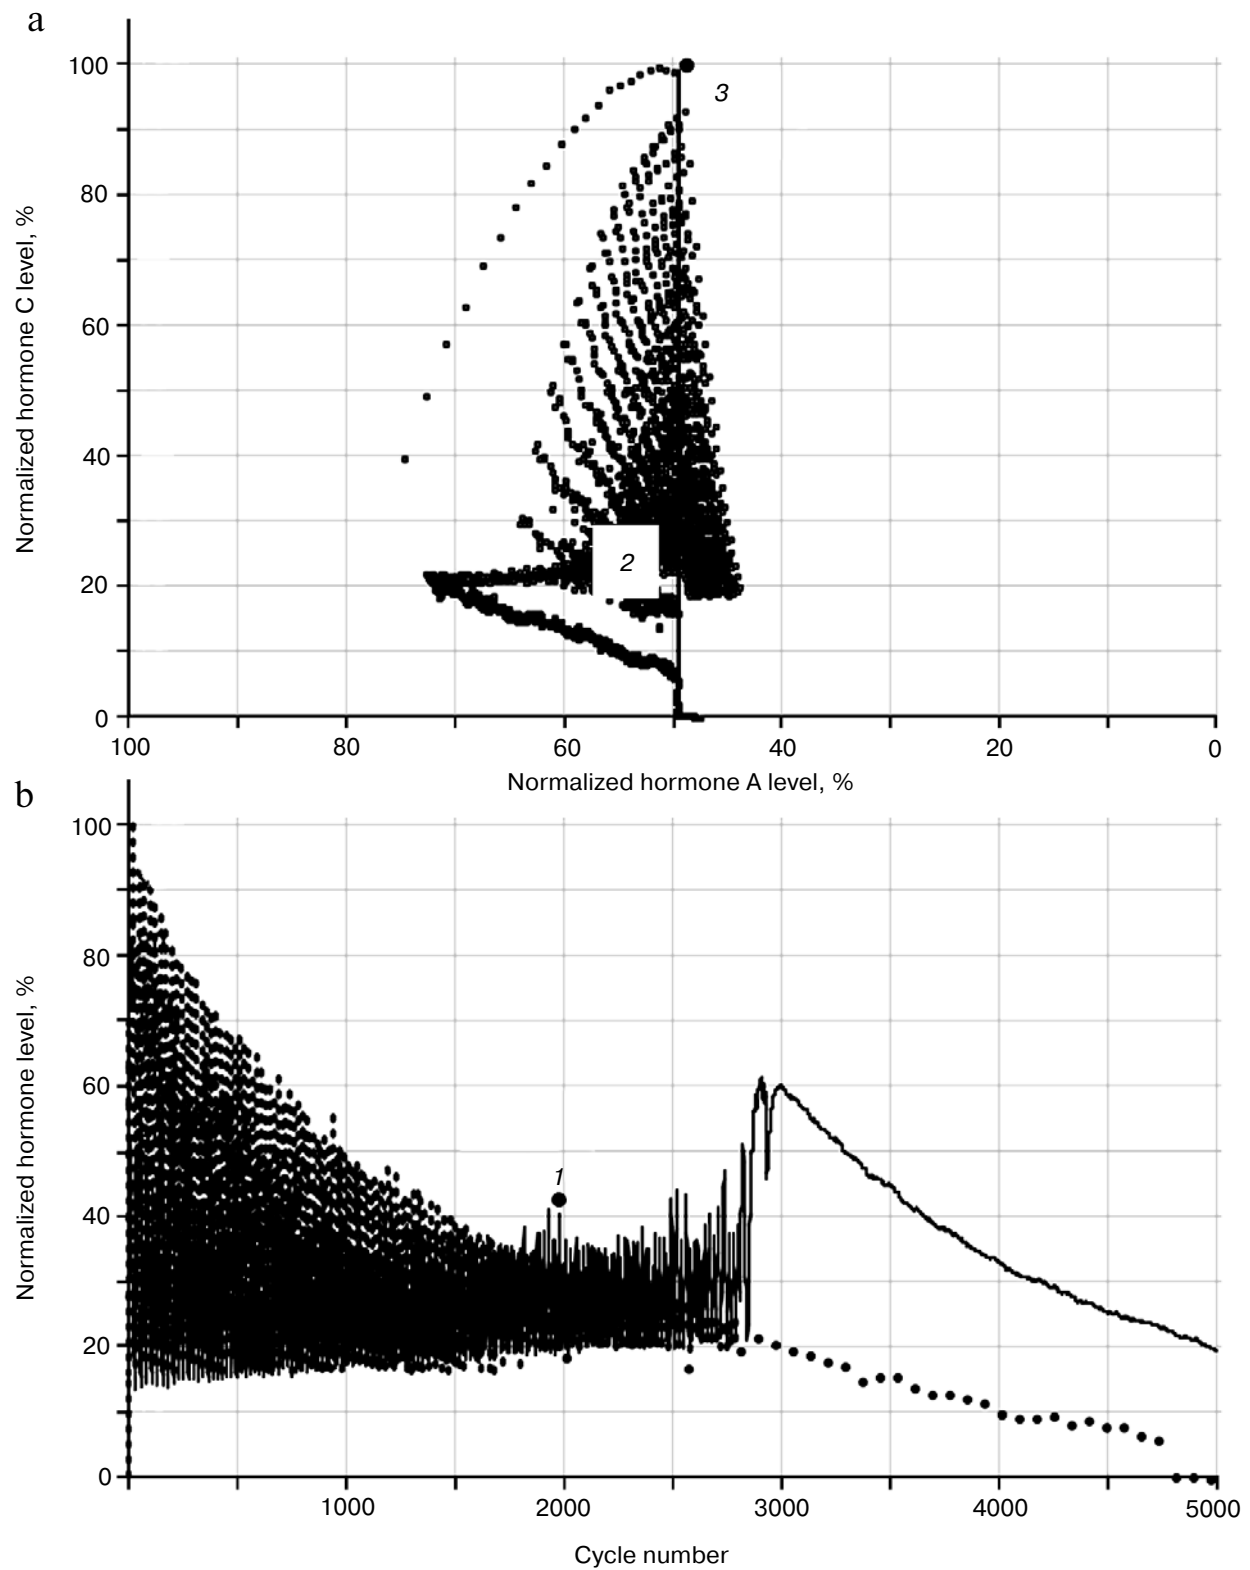 a
Normalized hormone C level, %
100
80
60
40
20
0
3
2
100 80 60 40 20 0
Normalized hormone A level, %
b
Normalized hormone level, %
100
80
60
40
20
0
1
1000 2000 3000 4000 5000
Cycle number